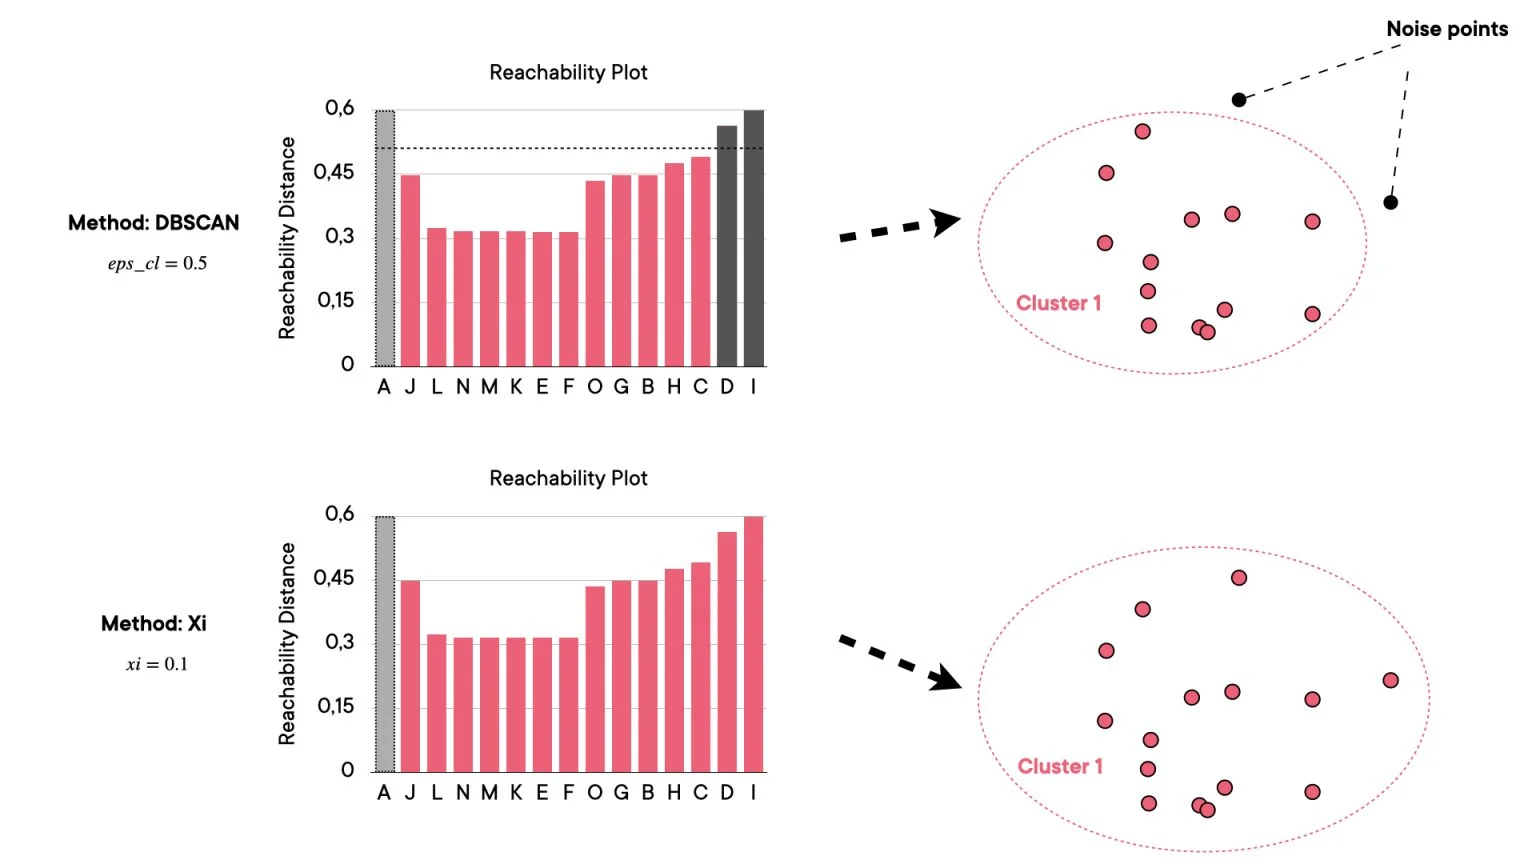 Noise points
Reachability Plot
0,6
0,45
0,3
0,15
0
Reachability Distance
Method: DBSCAN
eps_cl = 0.5
A J L N M K E F O G B H C D I
Cluster 1
Reachability Plot
0,6
0,45
0,3
0,15
0
Reachability Distance
Method: Xi
xi = 0.1
A J L N M K E F O G B H C D I
Cluster 1